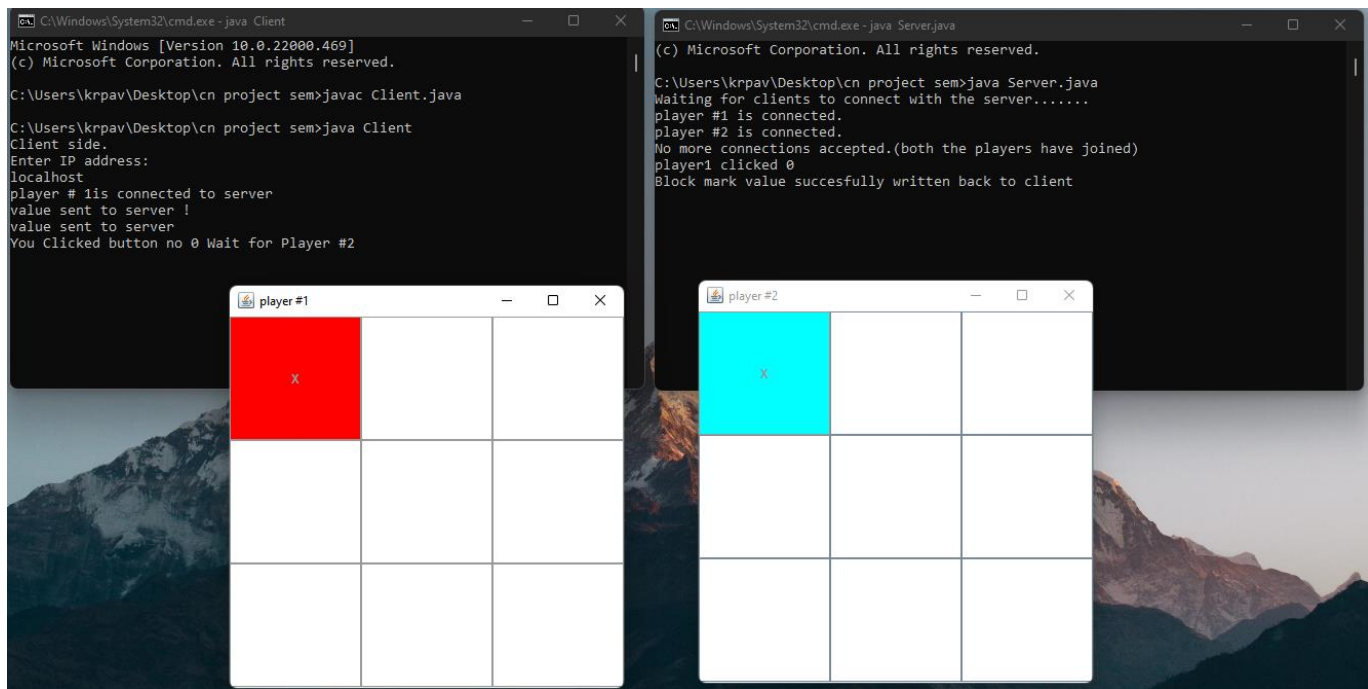 C:\Windows\System32\cmd.exe - java Client
Microsoft Windows [Version 10.0.22000.469]
(c) Microsoft Corporation. All rights reserved.
C:\Users\krpav\Desktop\cn project sem>javac Client.java
C:\Users\krpav\Desktop\cn project sem>java Client
Client side.
Enter IP address:
localhost
player # 1is connected to server
value sent to server !
value sent to server
You Clicked button no 0 Wait for Player #2
C:\Windows\System32\cmd.exe - java Server.java
(c) Microsoft Corporation. All rights reserved.
C:\Users\krpav\Desktop\cn project sem>java Server.java
Waiting for clients to connect with the server.......
player #1 is connected.
player #2 is connected.
No more connections accepted.(both the players have joined)
player1 clicked 0
Block mark value succesfully written back to client
player #1
X
player #2
X